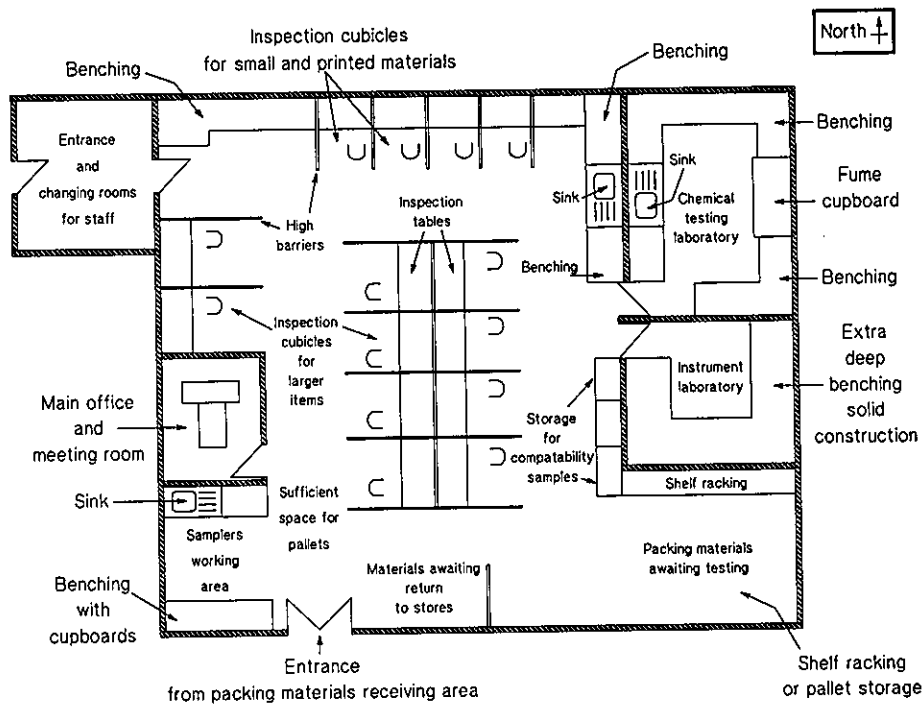 North
Inspection cubicles
for small and printed materials
Benching
Benching
Entrance
and
changing rooms
for staff
High
barriers
Inspection
tables
Sink
Sink
Chemical
testing
laboratory
Benching
Fume
cupboard
Benching
Benching
Inspection
cubicles
for
larger
items
Main office
and
meeting room
Instrument
laboratory
Extra
deep
benching
solid
construction
Storage
for
compatability
samples
Shelf racking
Sink
Sufficient
space for
pallets
Samplers
working
area
Benching
with
cupboards
Materials awaiting
return
to stores
Packing materials
awaiting testing
Entrance
from packing materials receiving area
Shelf racking
or pallet storage